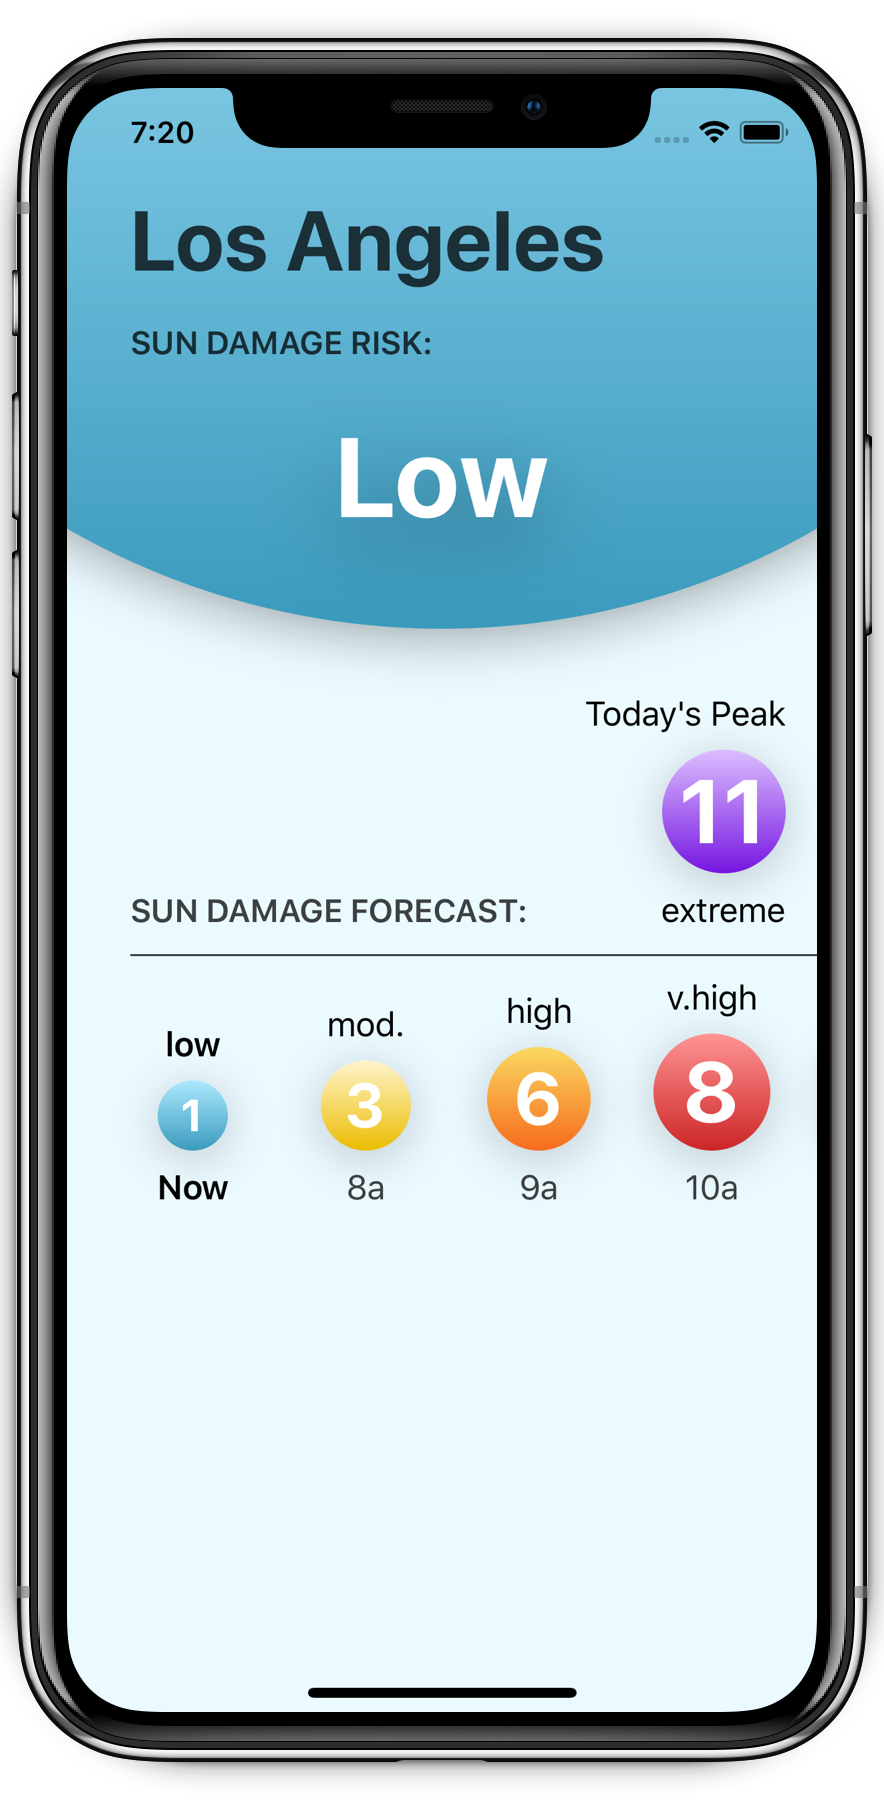 7:20
Los Angeles
SUN DAMAGE RISK:
Low
Today's Peak
11
SUN DAMAGE FORECAST: extreme
low mod. high v.high
1 3 6 8
Now 8a 9a 10a